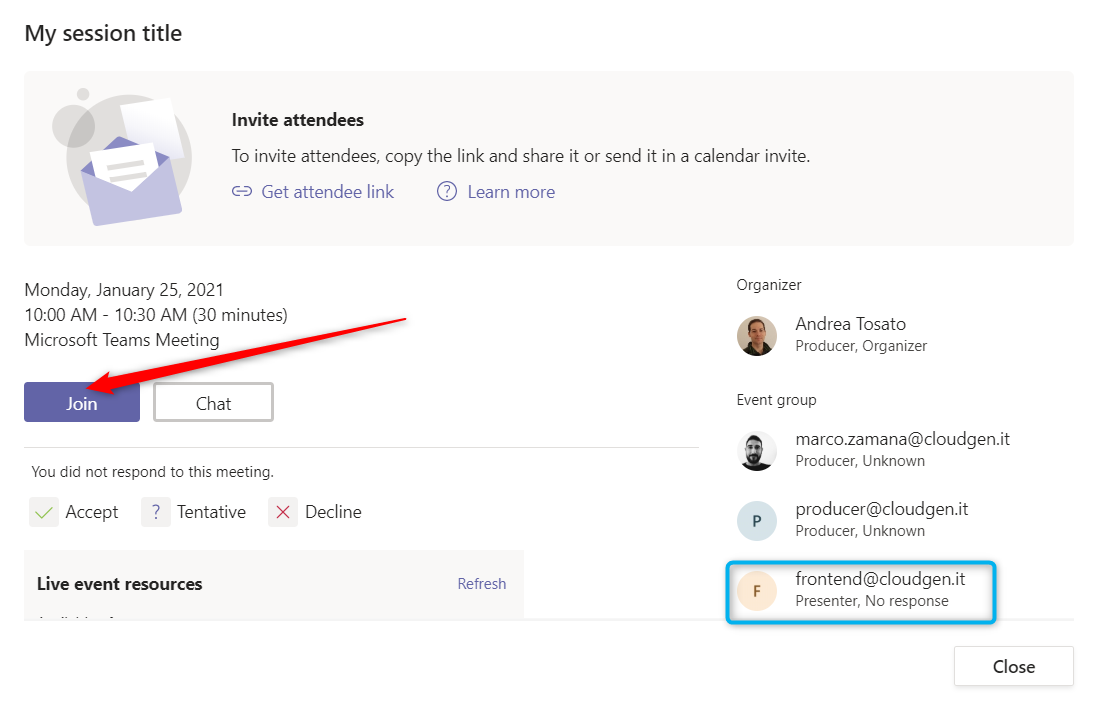 My session title
Invite attendees
To invite attendees, copy the link and share it or send it in a calendar invite.
Get attendee link
? Learn more
Monday, January 25, 2021
10:00 AM - 10:30 AM (30 minutes)
Microsoft Teams Meeting
Join
Chat
You did not respond to this meeting.
Accept
? Tentative
Decline
Live event resources
Refresh
Organizer
Andrea Tosato
Producer, Organizer
Event group
marco.zamana@cloudgen.it
Producer, Unknown
P
producer@cloudgen.it
Producer, Unknown
F
frontend@cloudgen.it
Presenter, No response
Close